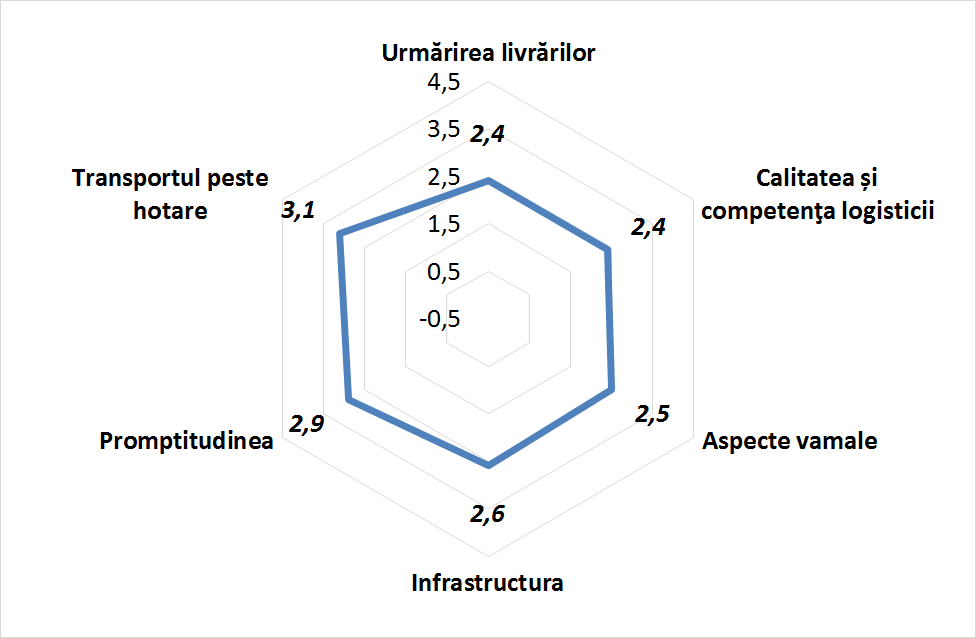 Urmărirea livrărilor
4,5
3,5
2,4
2,5
1,5
0,5
-0,5
Transportul peste
hotare
3,1
Calitatea și
competenţa logisticii
2,4
Promptitudinea
2,9
2,5
Aspecte vamale
2,6
Infrastructura